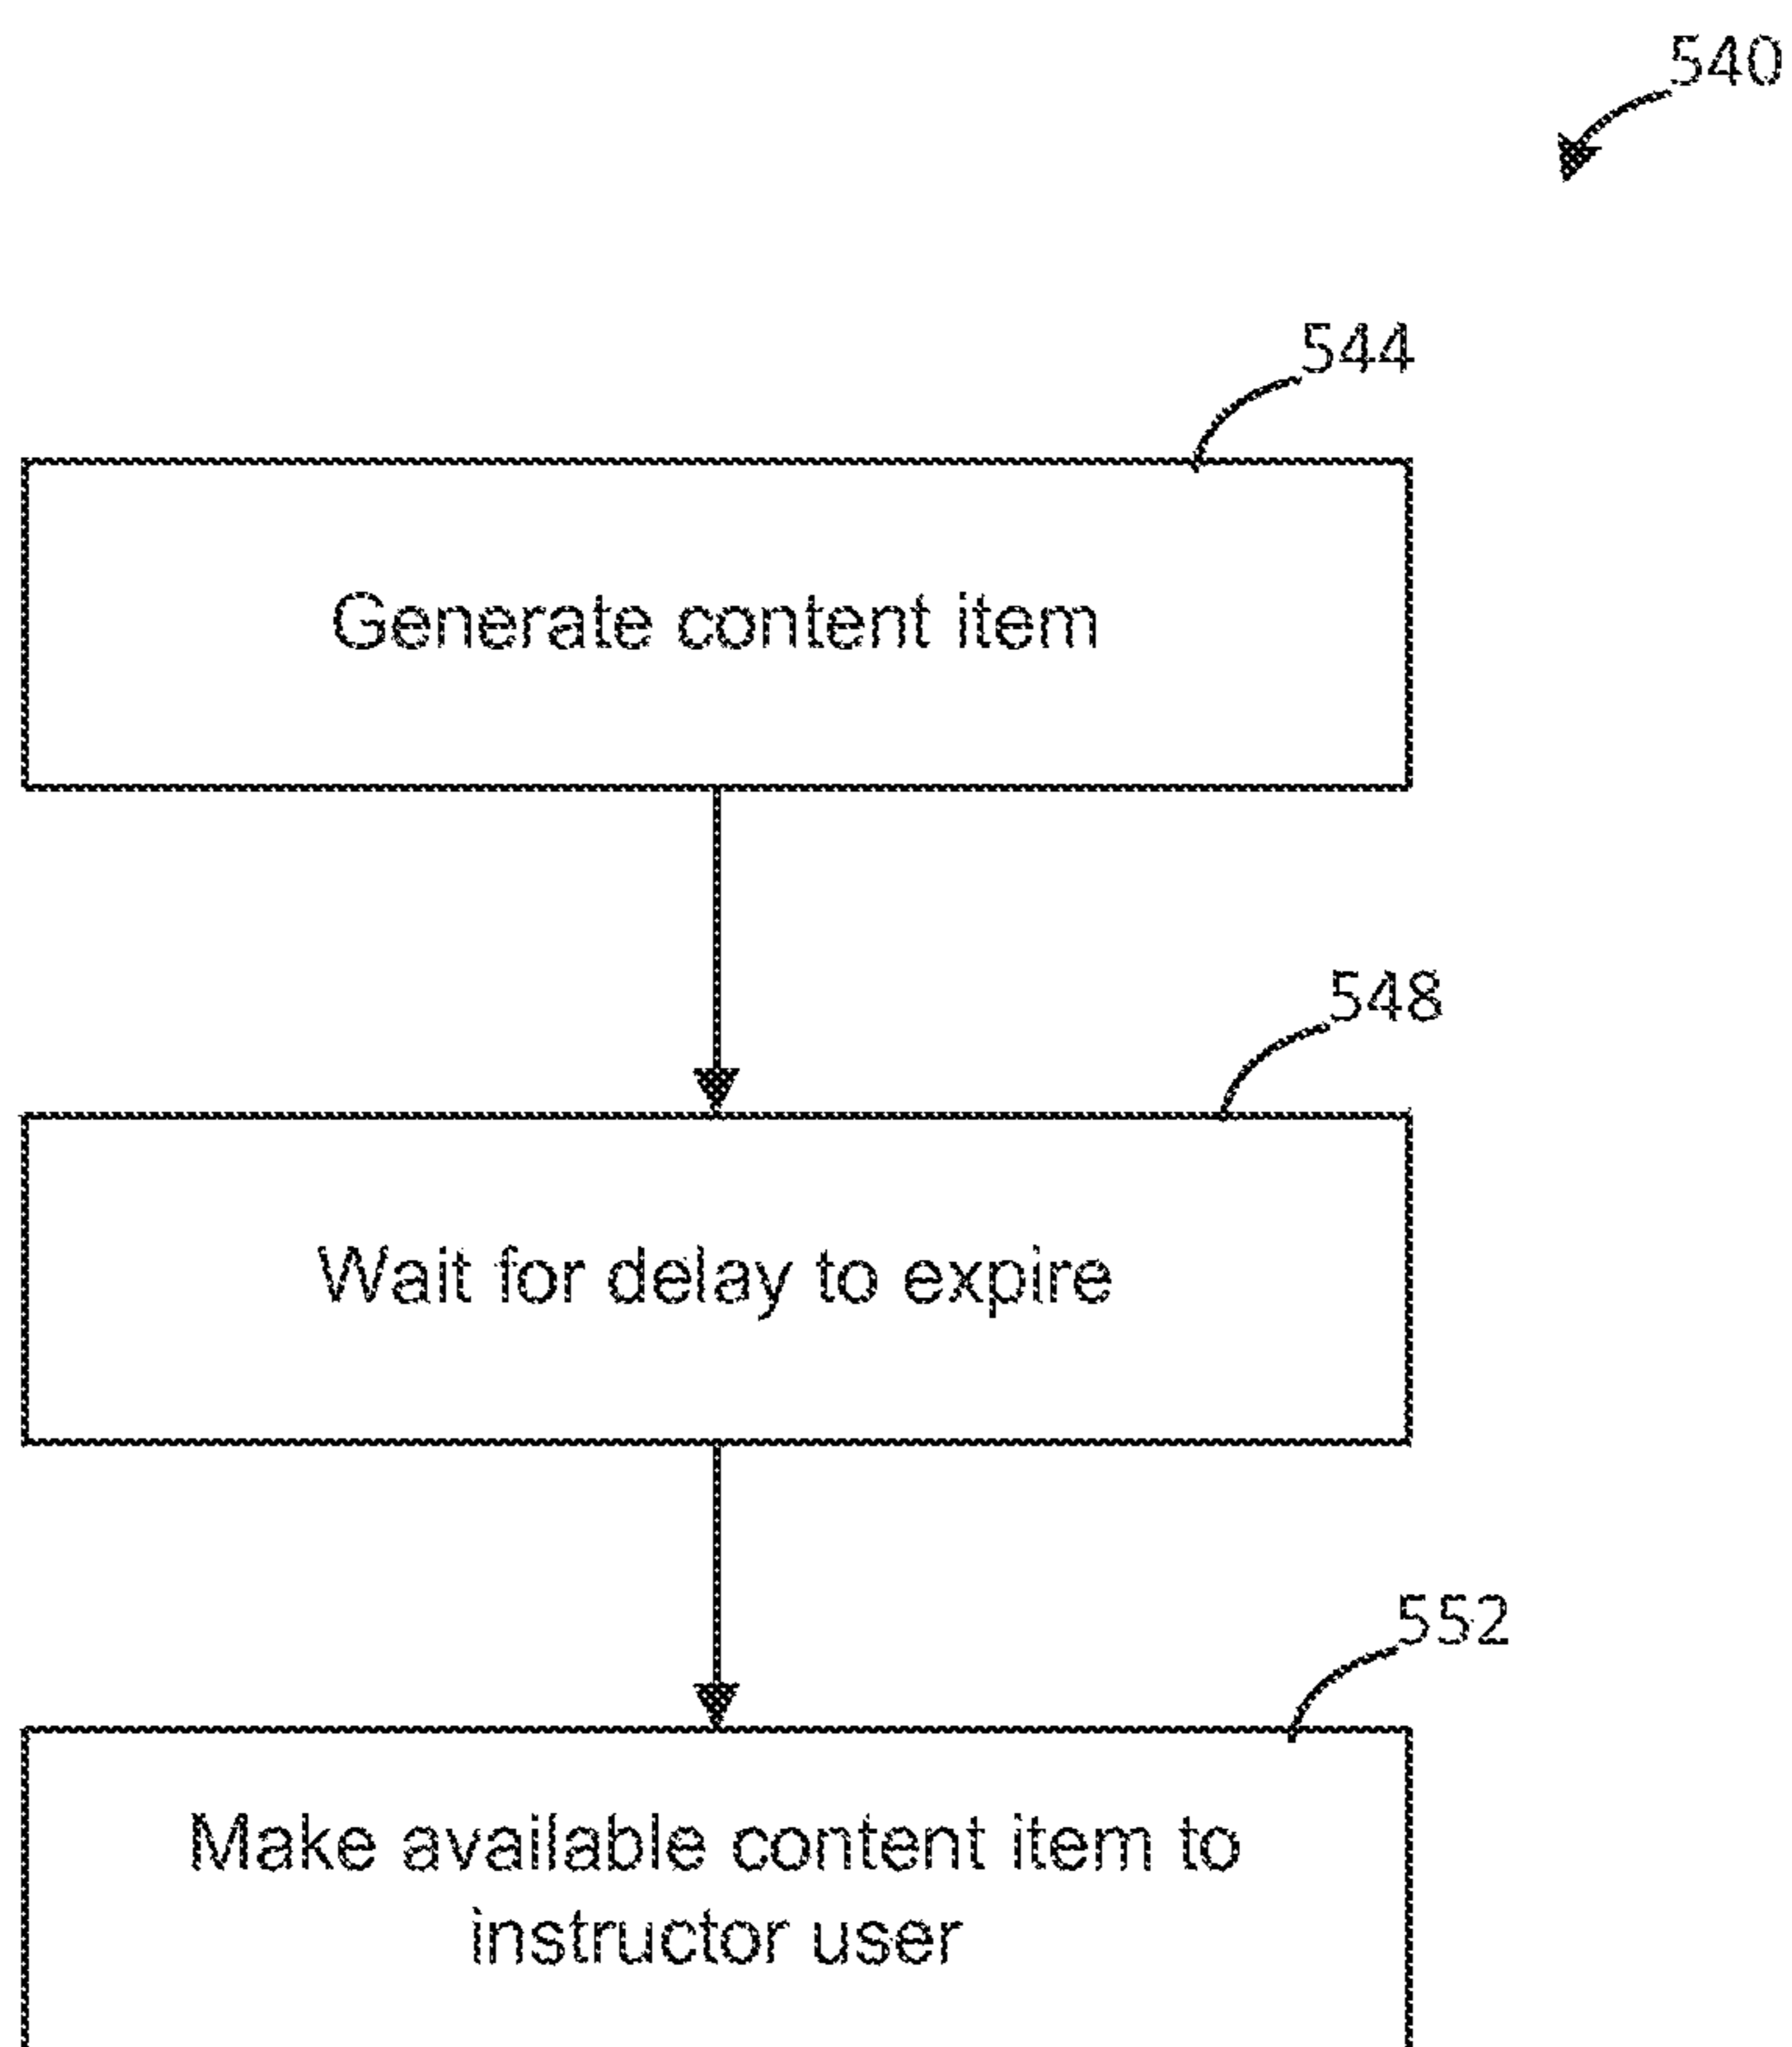 540
544
Generate content item
548
Wait for delay to expire
552
Make available content item to
instructor user